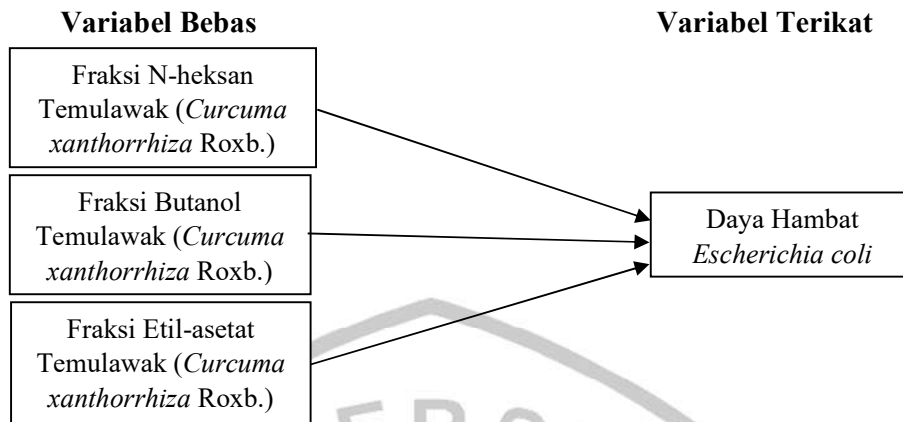 Variabel Bebas
Variabel Terikat
Fraksi N-heksan
Temulawak (Curcuma
xanthorrhiza Roxb.)
Fraksi Butanol
Temulawak (Curcuma
xanthorrhiza Roxb.)
Fraksi Etil-asetat
Temulawak (Curcuma
xanthorrhiza Roxb.)
Daya Hambat
Escherichia coli